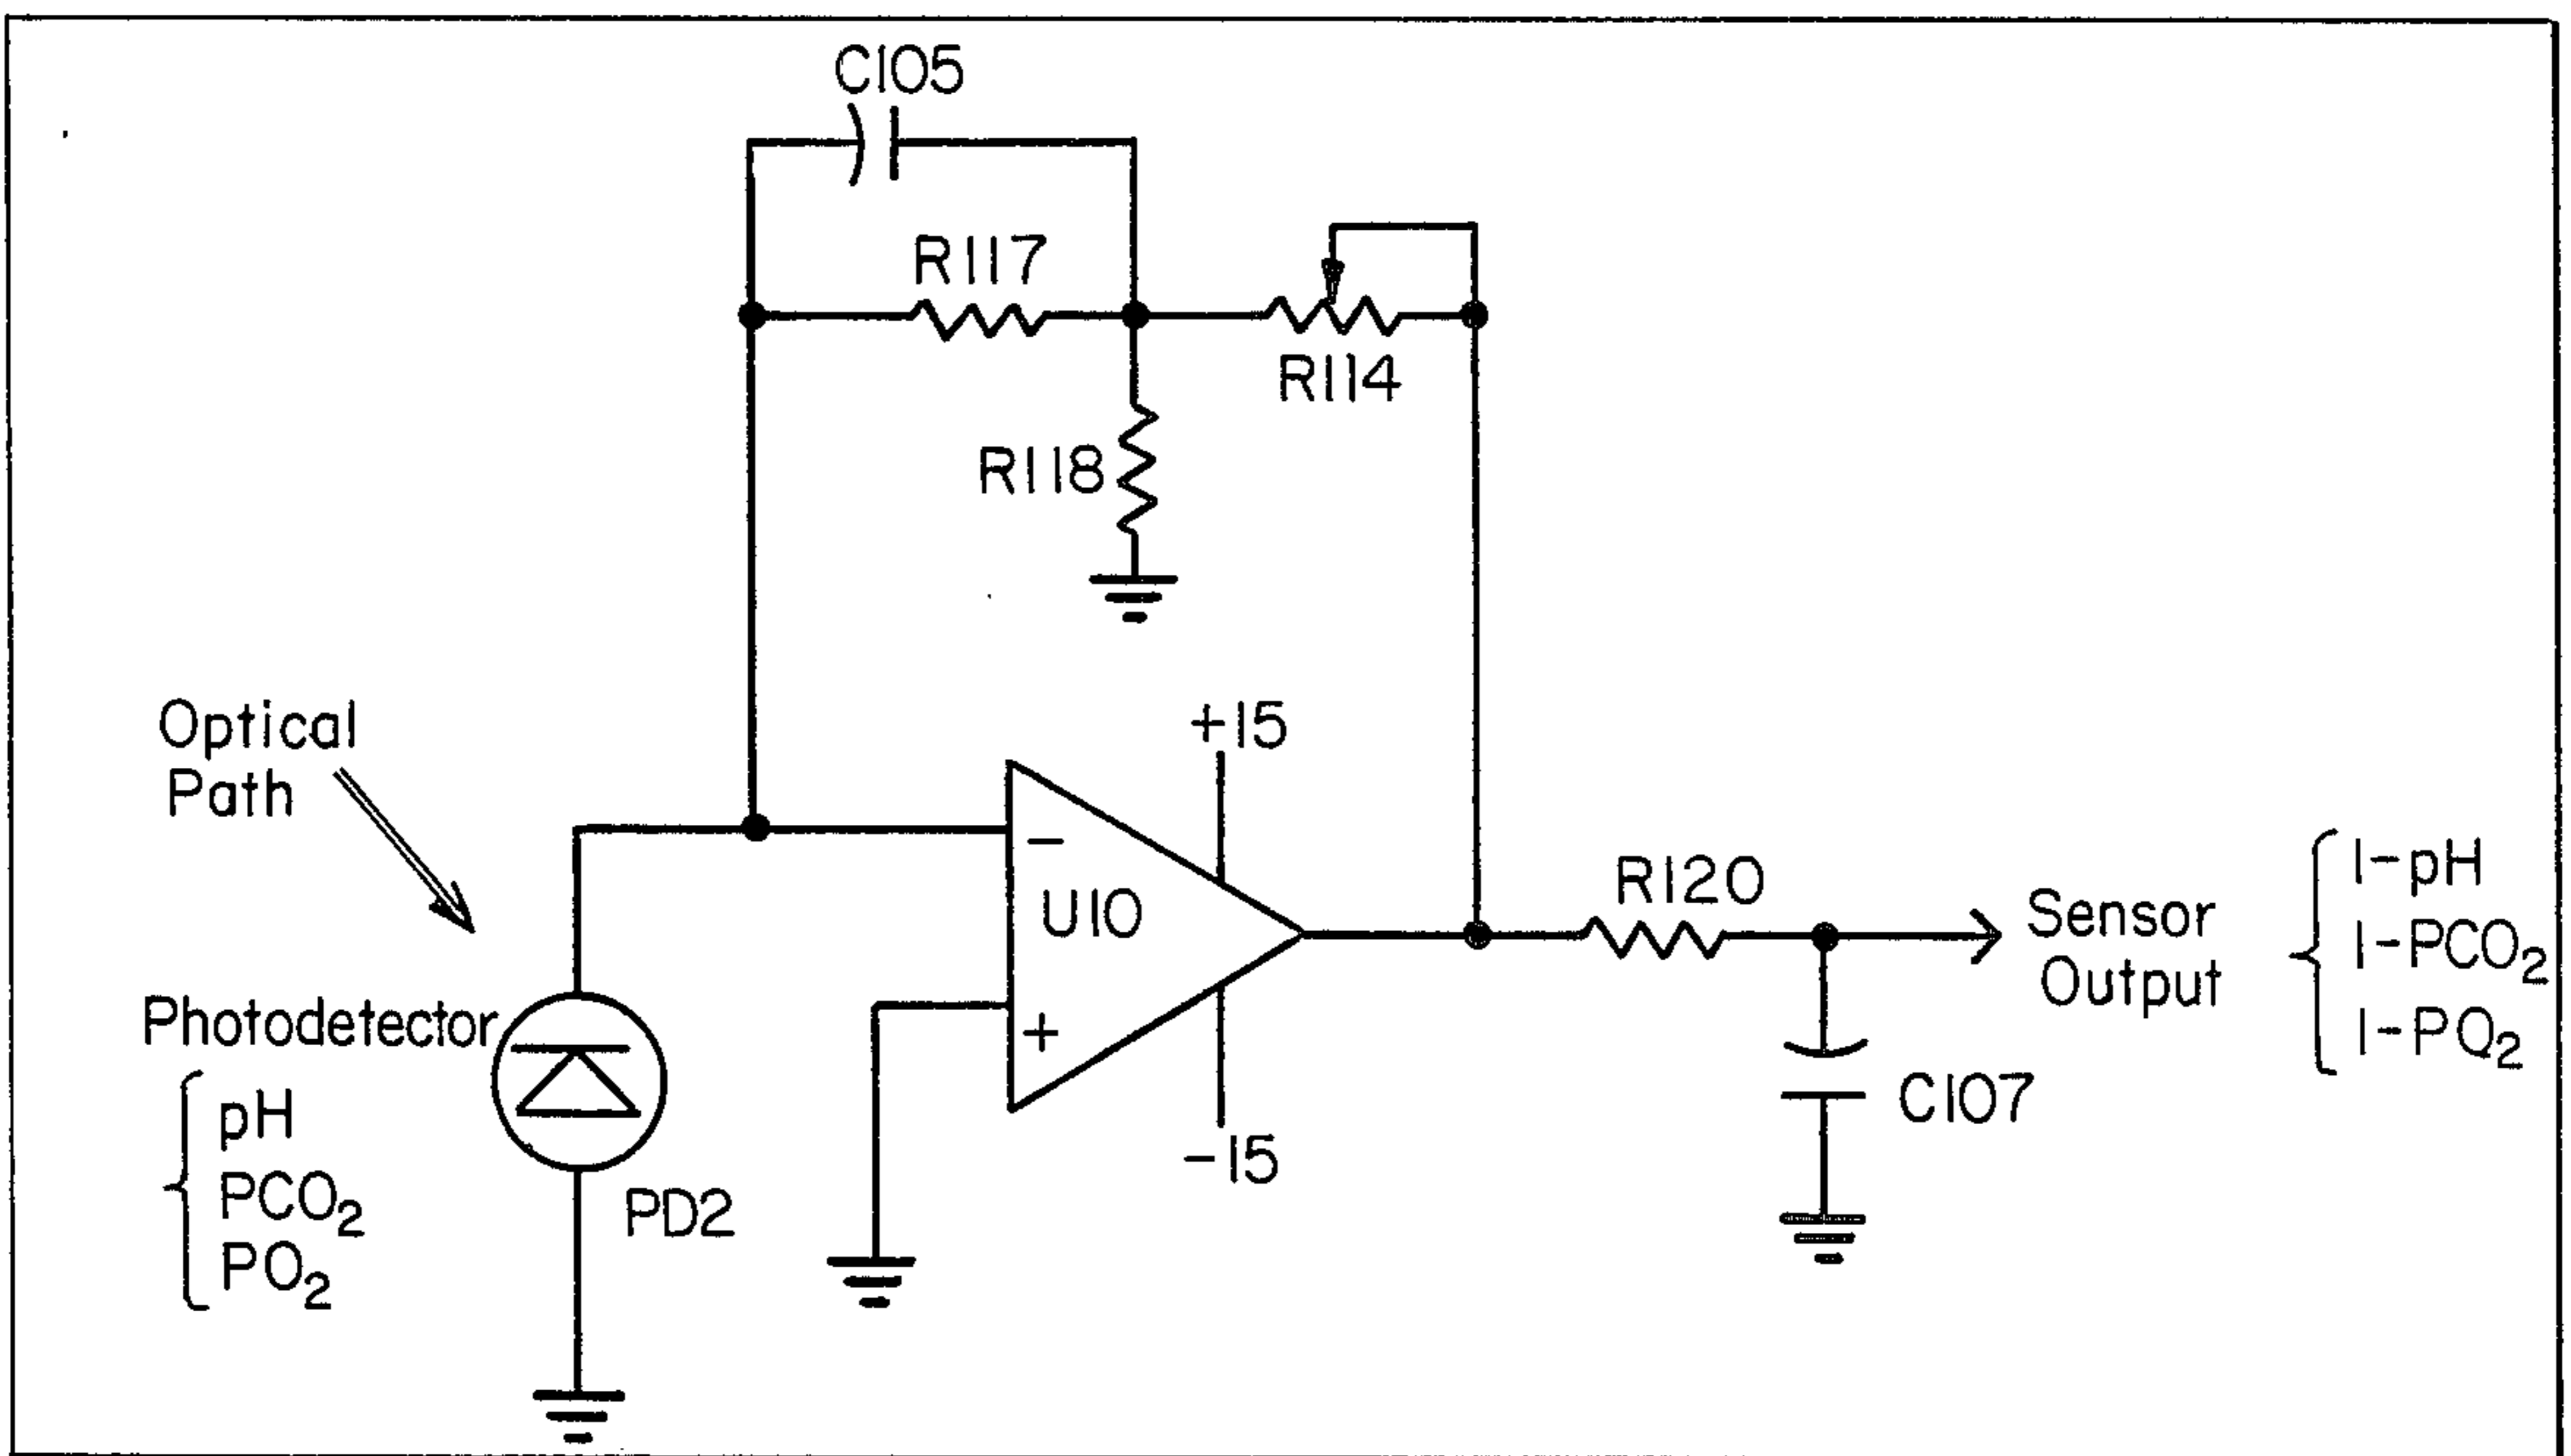 C105
R117
R114
R118
Optical
Path
+15
−
U10
+
-15
R120
Sensor
Output
1-pH
1-PCO₂
1-PQ₂
Photodetector
pH
PCO₂
PO₂
PD2
C107